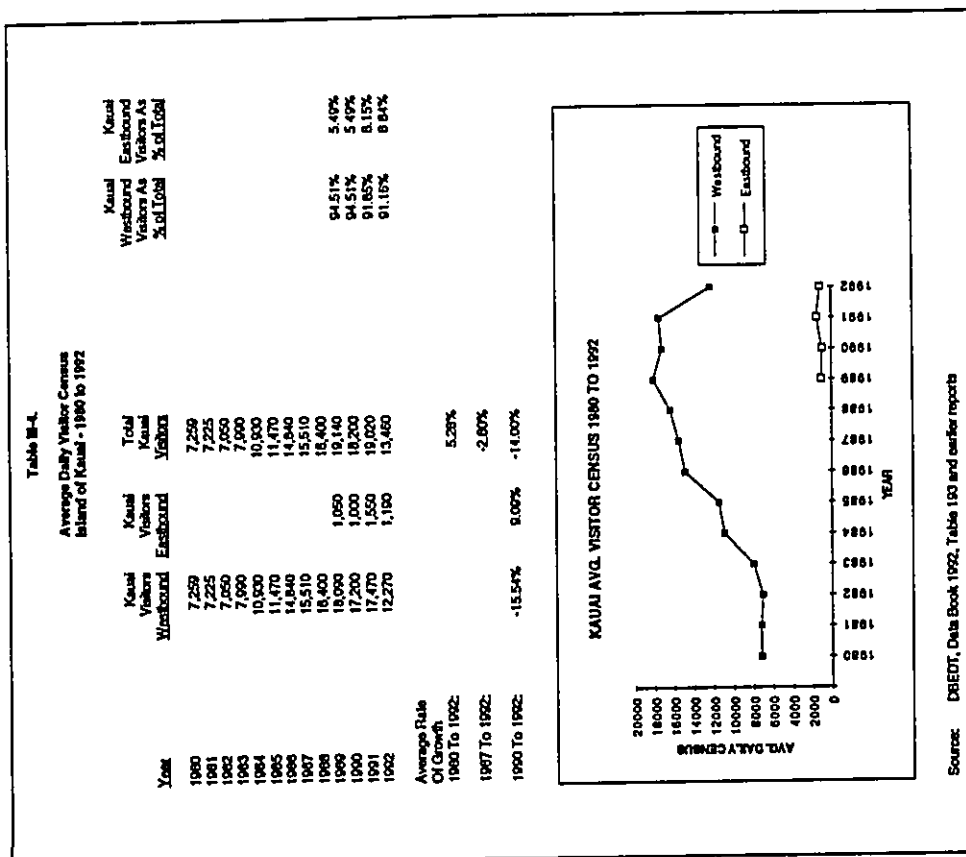 Table III-4.
Average Daily Visitor Census
Island of Kauai - 1980 to 1992
Year Kauai Visitors Westbound Kauai Visitors Eastbound Total Kauai Visitors Kauai Westbound Visitors As % of Total Kauai Eastbound Visitors As % of Total
1980 7,259 7,259
1981 7,225 7,225
1982 7,050 7,050
1983 7,990 7,990
1984 10,930 10,930
1985 11,470 11,470
1986 14,840 14,840
1987 15,510 15,510
1988 16,400 16,400
1989 18,090 1,050 19,140 94.51% 5.49%
1990 17,200 1,000 18,200 94.51% 5.49%
1991 17,470 1,550 19,020 91.85% 8.15%
1992 12,270 1,190 13,460 91.16% 8.84%
Average Rate
Of Growth
1980 To 1992: 5.28%
1987 To 1992: -2.80%
1990 To 1992: -15.54% 9.09% -14.00%
KAUAI AVG. VISITOR CENSUS 1980 TO 1992
AVG. DAILY CENSUS
20000
18000
16000
14000
12000
10000
8000
6000
4000
2000
0
1980 1981 1982 1983 1984 1985 1986 1987 1988 1989 1990 1991 1992
YEAR
Westbound
Eastbound
Source: DBEDT, Data Book 1992, Table 193 and earlier reports